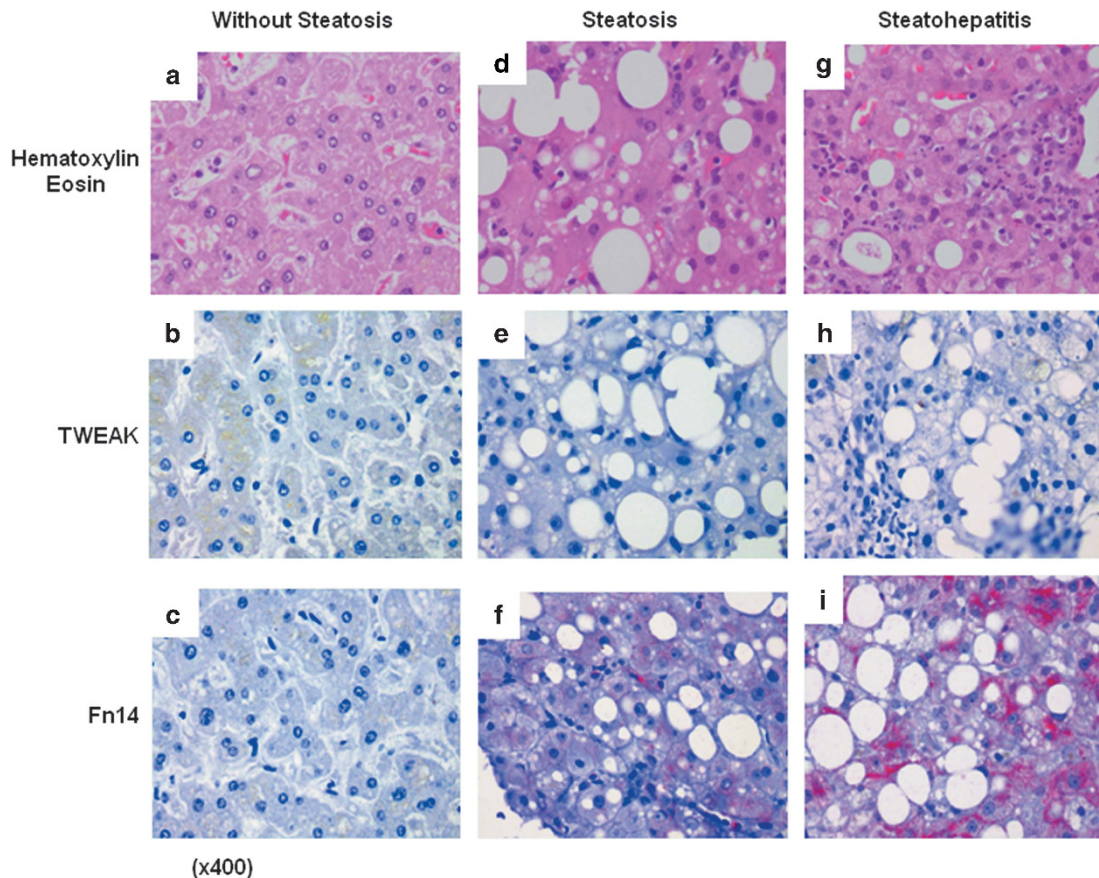 Without Steatosis
Steatosis
Steatohepatitis
Hematoxylin
Eosin
a
d
g
TWEAK
b
e
h
Fn14
c
f
i
(x400)